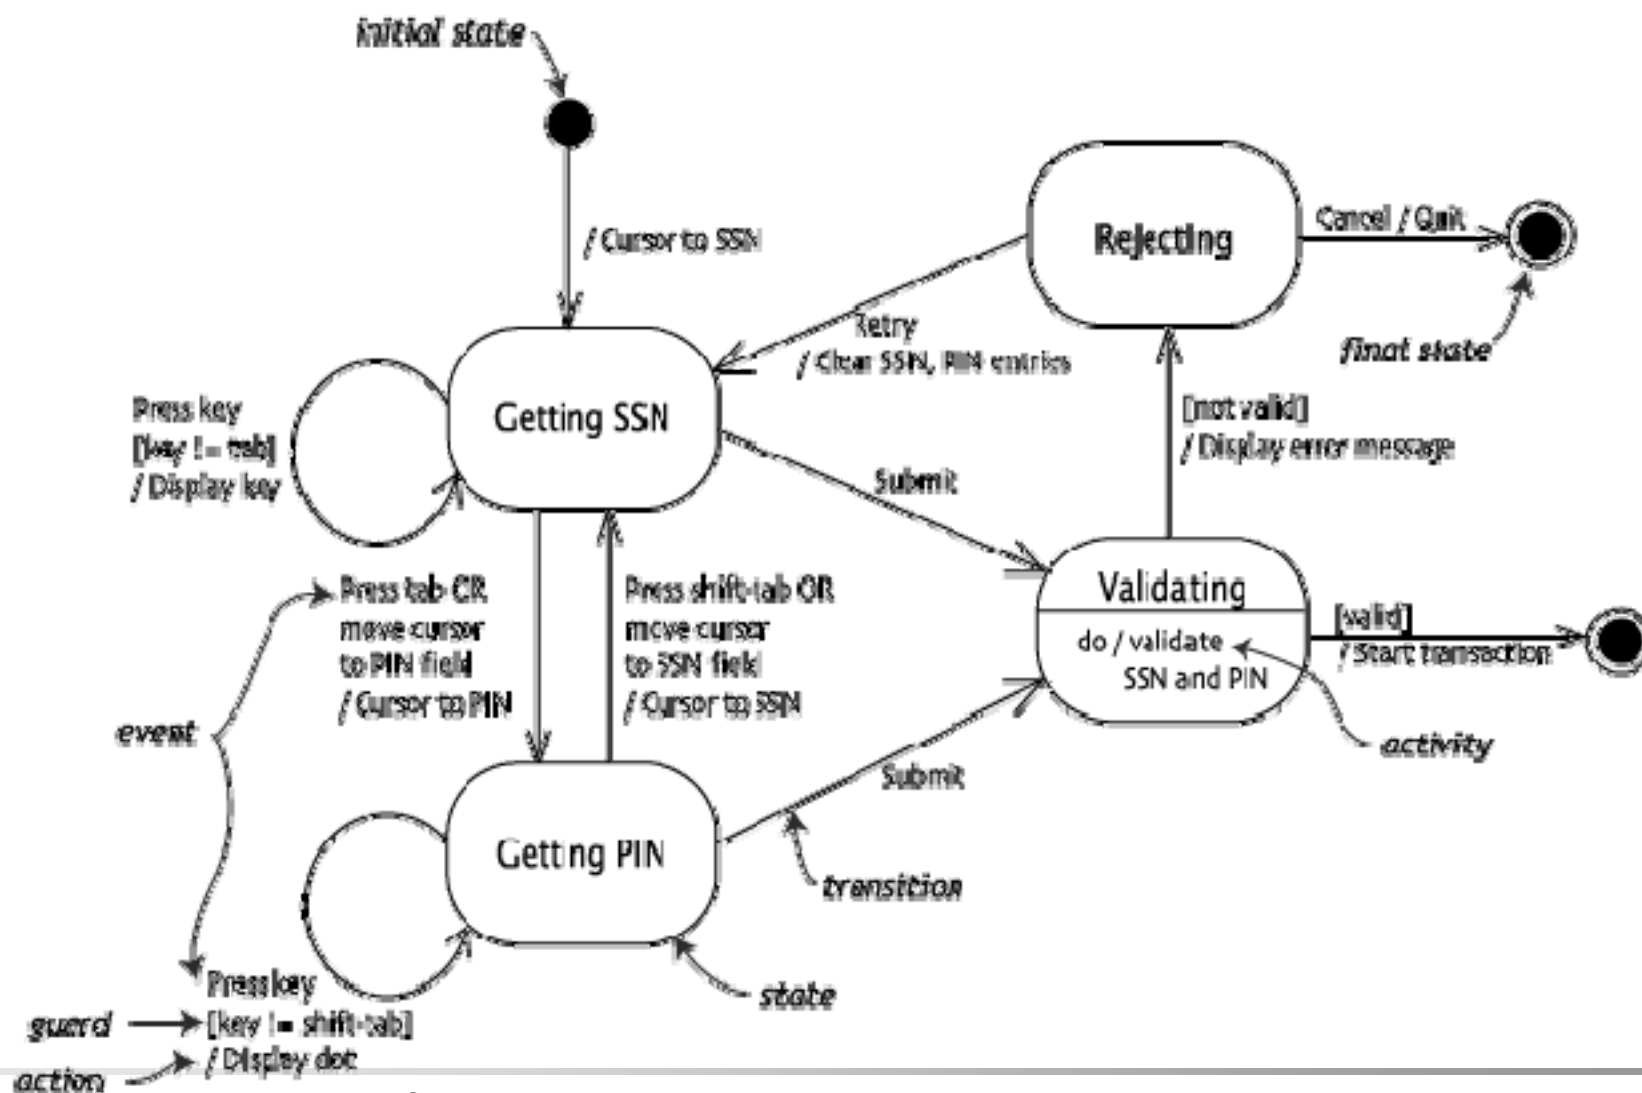 initial state
/ Cursor to SSN
Rejecting
Cancel / Quit
final state
Retry
/ Clear SSN, PIN entries
Press key
[key != tab]
/ Display key
Getting SSN
[not valid]
/ Display error message
Submit
Press tab OR
move cursor
to PIN field
/ Cursor to PIN
Press shift-tab OR
move cursor
to SSN field
/ Cursor to SSN
Validating
do / validate
SSN and PIN
[valid]
/ Start transaction
activity
event
Submit
Getting PIN
transition
state
Press key
guard
[key != shift-tab]
/ Display dot
action